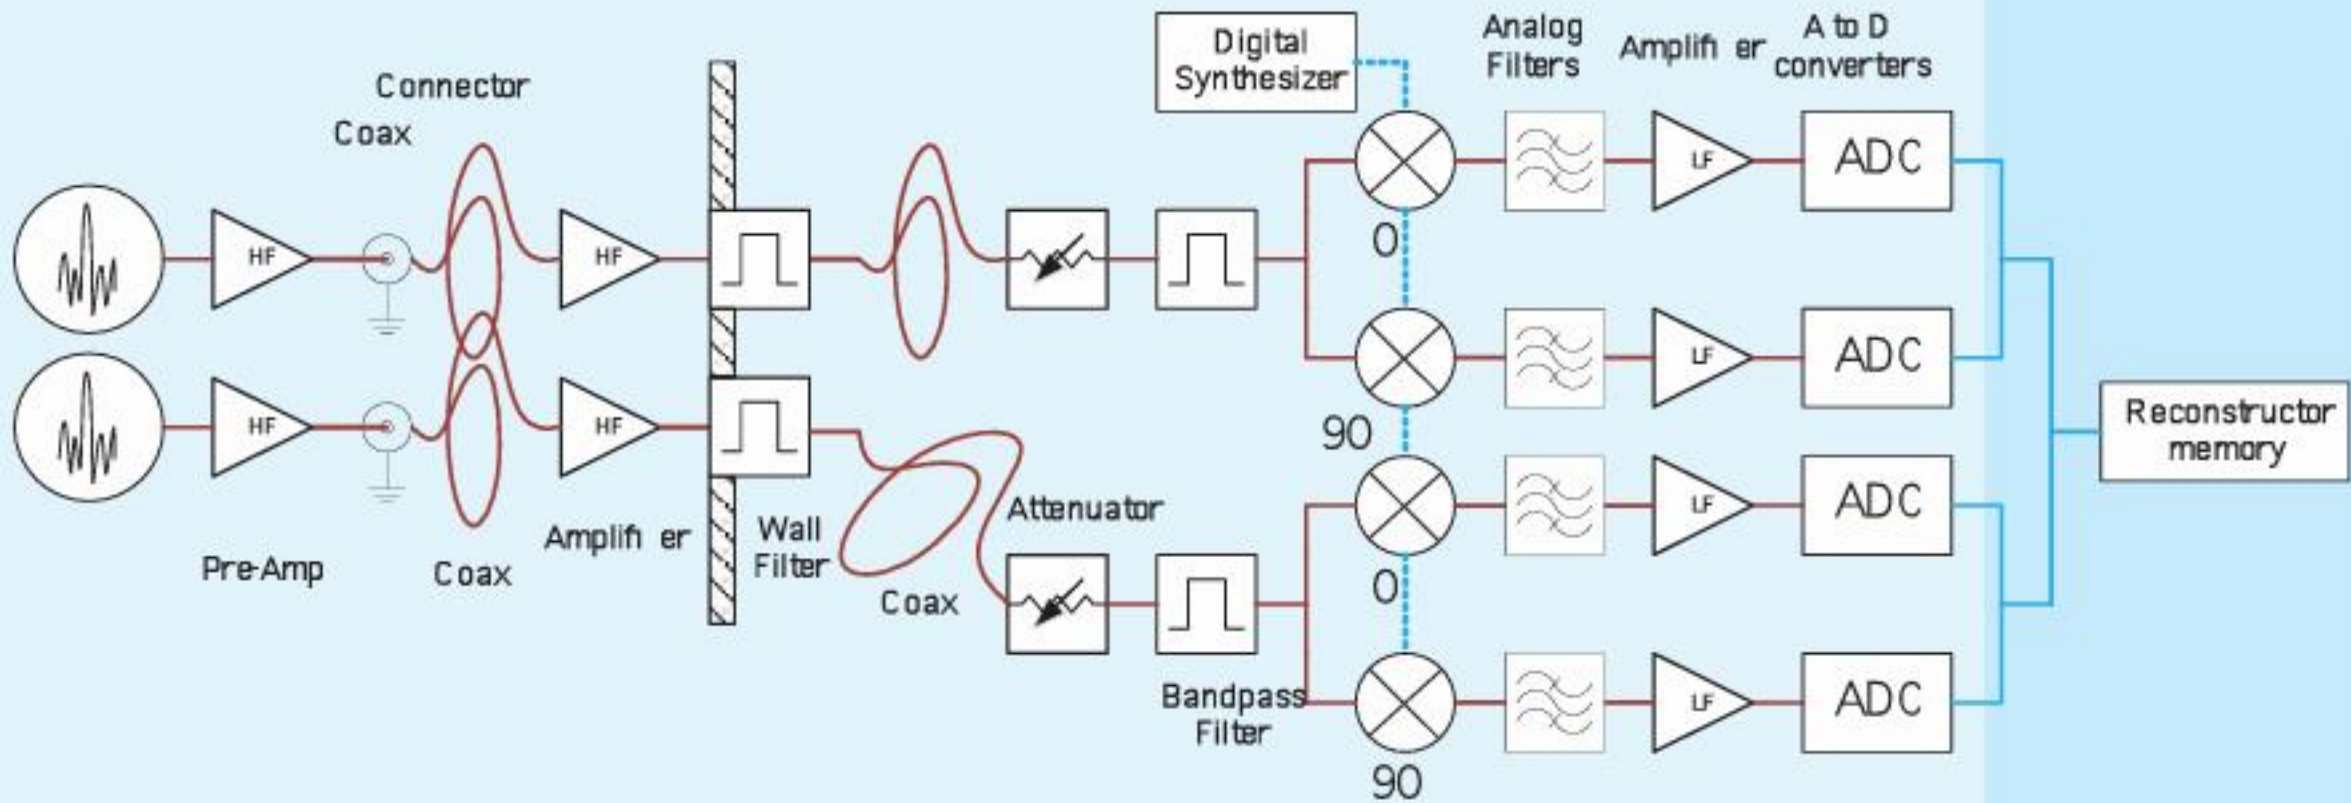 Digital
Synthesizer
Analog
Filters
Amplifi er
A to D
converters
Connector
Coax
HF
HF
0
LF
ADC
90
LF
ADC
HF
HF
Reconstructor
memory
Pre-Amp
Coax
Amplifi er
Wall
Filter
Coax
Attenuator
0
LF
ADC
Bandpass
Filter
90
LF
ADC